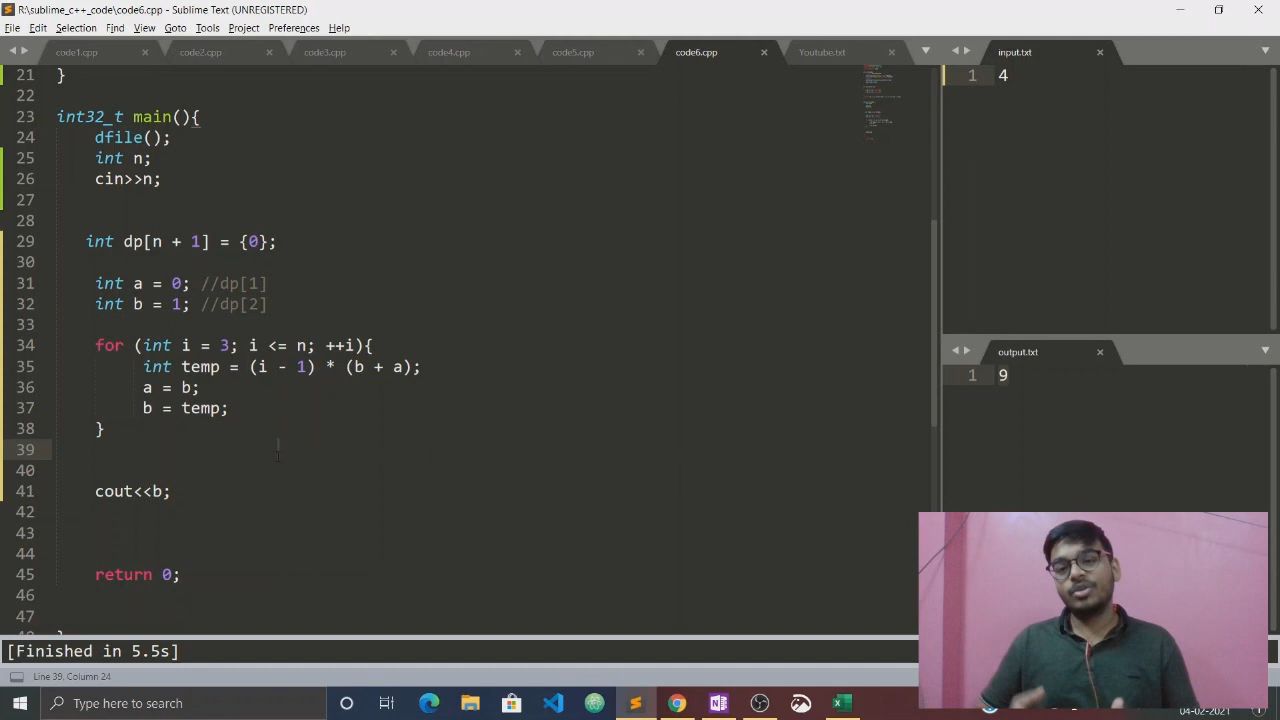 R:\sublime_c++_code\code6.cpp - Sublime Text (UNREGISTERED)
File Edit Selection Find View Goto Tools Project Preferences Help
code1.cpp code2.cpp code3.cpp code4.cpp code5.cpp code6.cpp Youtube.txt
21 }
22
23 int32_t main(){
24 dfile();
25 int n;
26 cin>>n;
27
28
29 int dp[n + 1] = {0};
30
31 int a = 0; //dp[1]
32 int b = 1; //dp[2]
33
34 for (int i = 3; i <= n; ++i){
35 int temp = (i - 1) * (b + a);
36 a = b;
37 b = temp;
38 }
39
40
41 cout<<b;
42
43
44
45 return 0;
46
47
48 }
input.txt
1 4
output.txt
1 9
[Finished in 5.5s]
Line 39, Column 24
Type here to search
04-02-2021